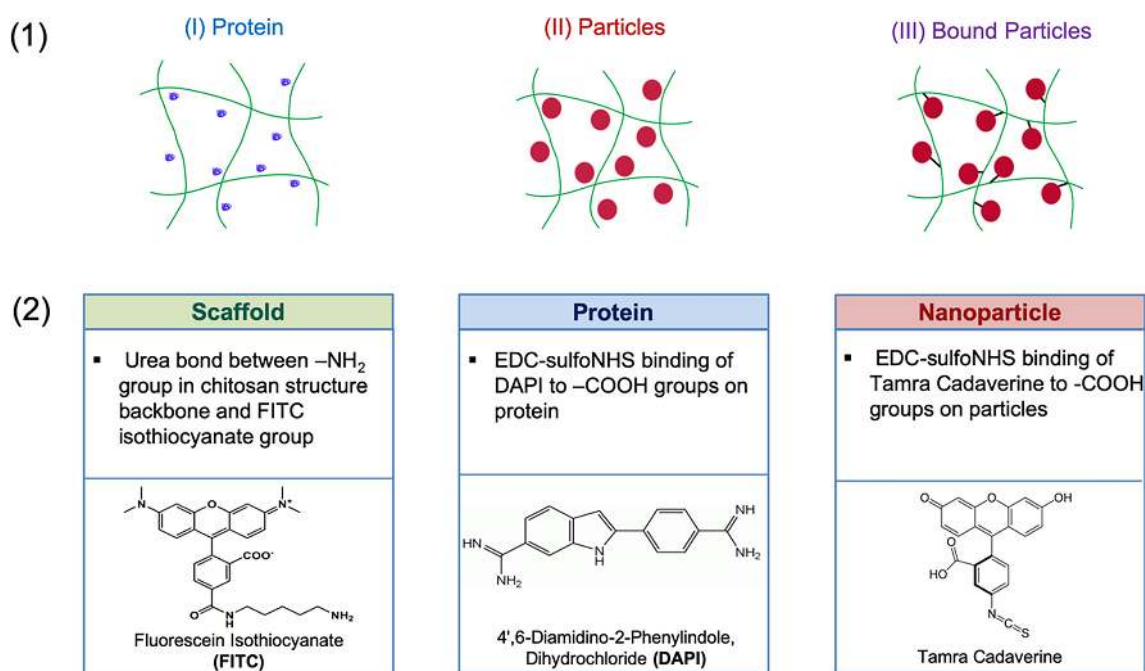 (1)
(I) Protein
(II) Particles
(III) Bound Particles
(2)
Scaffold
▪ Urea bond between –NH₂
group in chitosan structure
backbone and FITC
isothiocyanate group
N
O
N⁺
COO⁻
O
N
H
NH₂
Fluorescein Isothiocyanate
(FITC)
Protein
▪ EDC-sulfoNHS binding of
DAPI to –COOH groups on
protein
NH
NH₂
NH
NH
NH₂
4',6-Diamidino-2-Phenylindole,
Dihydrochloride (DAPI)
Nanoparticle
▪ EDC-sulfoNHS binding of
Tamra Cadaverine to -COOH
groups on particles
O
O
OH
O
HO
N
C
S
Tamra Cadaverine